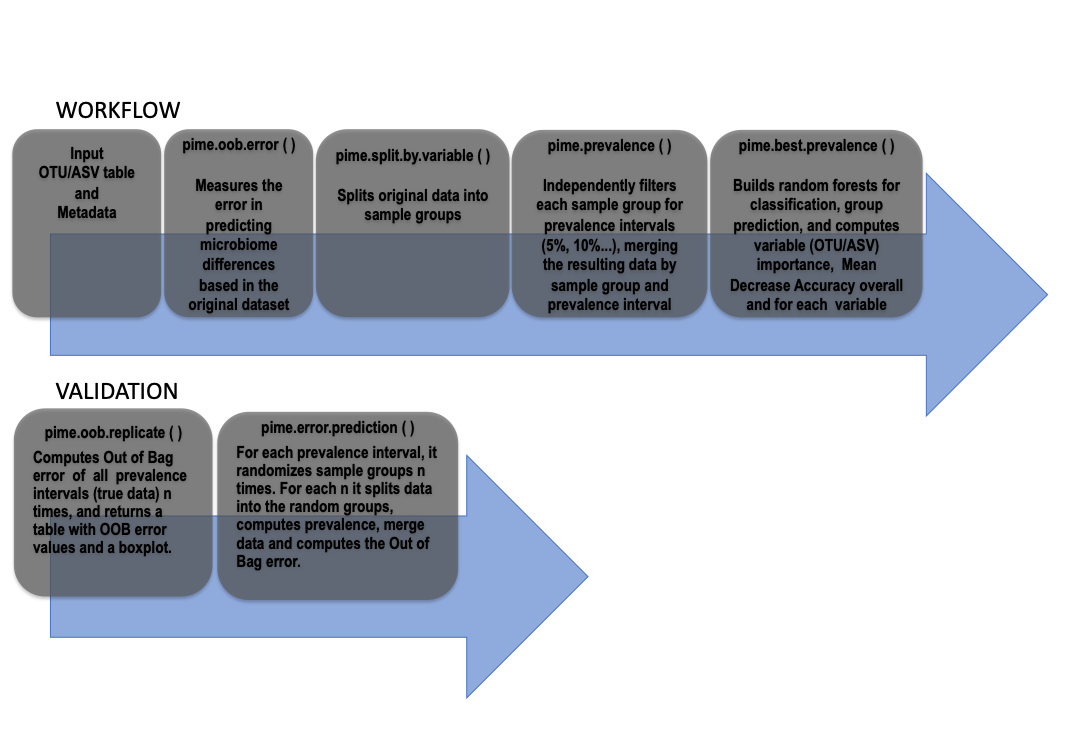 WORKFLOW
Input
OTU/ASV table
and
Metadata
pime.oob.error ( )
Measures the
error in
predicting
microbiome
differences
based in the
original dataset
pime.split.by.variable ( )
Splits original data into
sample groups
pime.prevalence ( )
Independently filters
each sample group for
prevalence intervals
(5%, 10%...), merging
the resulting data by
sample group and
prevalence interval
pime.best.prevalence ( )
Builds random forests for
classification, group
prediction, and computes
variable (OTU/ASV)
importance, Mean
Decrease Accuracy overall
and for each variable
VALIDATION
pime.oob.replicate ( )
Computes Out of Bag
error of all prevalence
intervals (true data) n
times, and returns a
table with OOB error
values and a boxplot.
pime.error.prediction ( )
For each prevalence interval, it
randomizes sample groups n
times. For each n it splits data
into the random groups,
computes prevalence, merge
data and computes the Out of
Bag error.